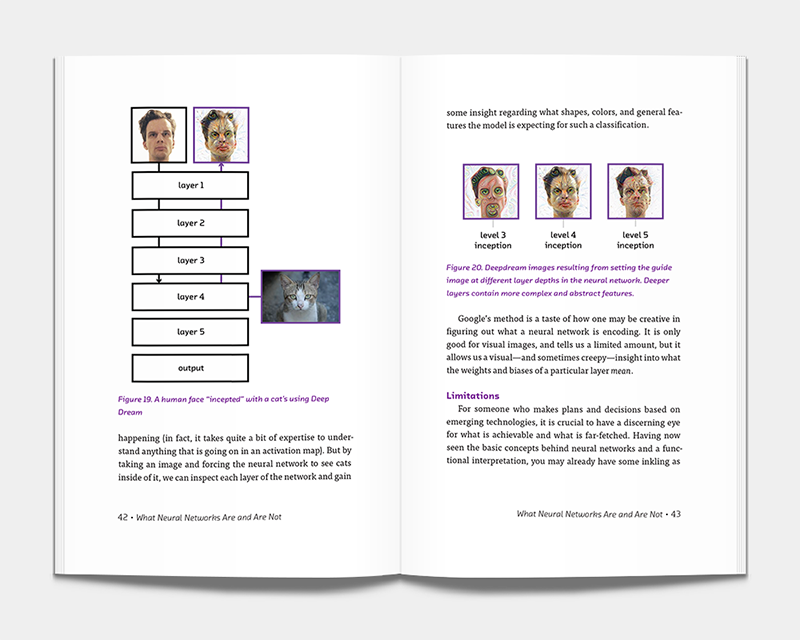 layer 1
layer 2
layer 3
layer 4
layer 5
output
Figure 19. A human face “incepted” with a cat’s using Deep
Dream
happening (in fact, it takes quite a bit of expertise to under-
stand anything that is going on in an activation map). But by
taking an image and forcing the neural network to see cats
inside of it, we can inspect each layer of the network and gain
42 • What Neural Networks Are and Are Not
some insight regarding what shapes, colors, and general fea-
tures the model is expecting for such a classification.
level 3
inception
level 4
inception
level 5
inception
Figure 20. Deepdream images resulting from setting the guide
image at different layer depths in the neural network. Deeper
layers contain more complex and abstract features.
Google’s method is a taste of how one may be creative in
figuring out what a neural network is encoding. It is only
good for visual images, and tells us a limited amount, but it
allows us a visual—and sometimes creepy—insight into what
the weights and biases of a particular layer mean.
Limitations
For someone who makes plans and decisions based on
emerging technologies, it is crucial to have a discerning eye
for what is achievable and what is far-fetched. Having now
seen the basic concepts behind neural networks and a func-
tional interpretation, you may already have some inkling as
What Neural Networks Are and Are Not • 43